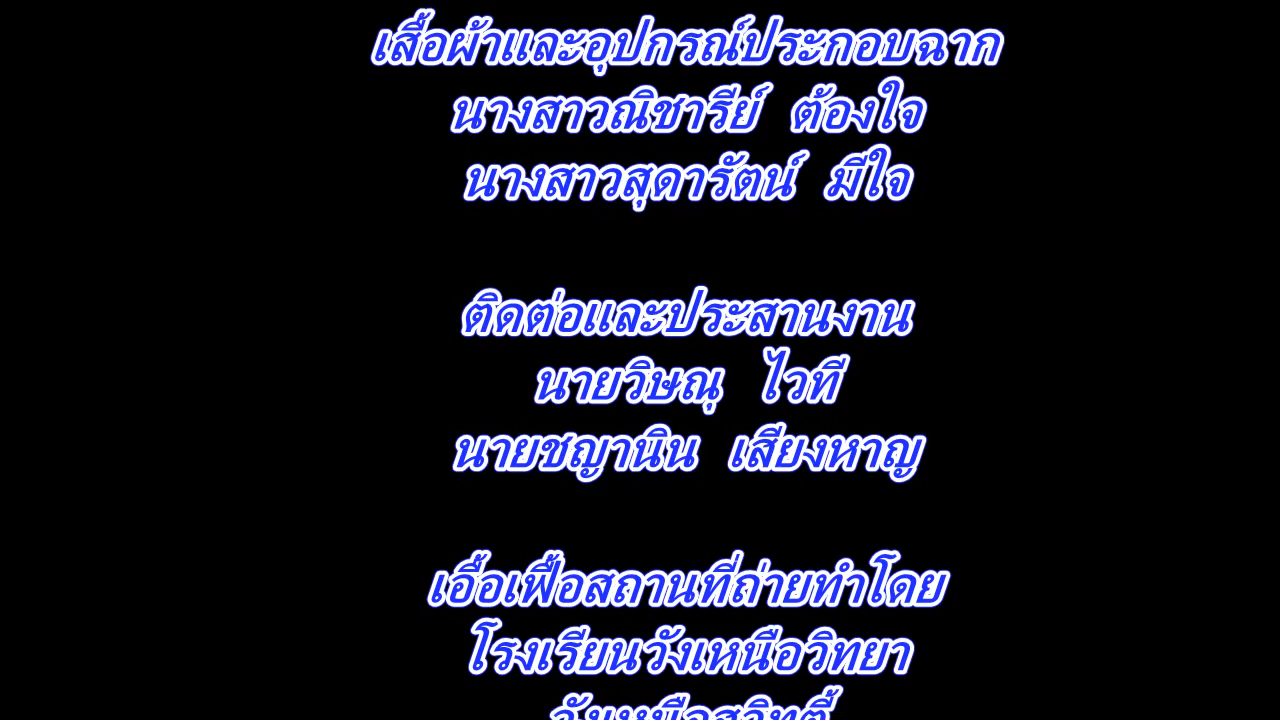 เสื้อผ้าและอุปกรณ์ประกอบฉาก
นางสาวณิชารีย์ ต้องใจ
นางสาวสุดารัตน์ มีใจ
ติดต่อและประสานงาน
นายวิษณุ ไวที
นายชญานิน เสียงหาญ
เอื้อเฟื้อสถานที่ถ่ายทำโดย
โรงเรียนวังเหนือวิทยา